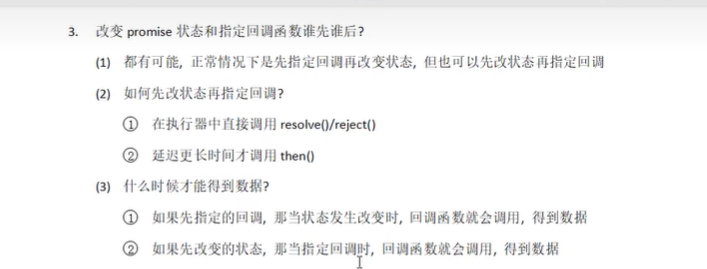 3. 改变 promise 状态和指定回调函数谁先谁后?
(1) 都有可能, 正常情况下是先指定回调再改变状态, 但也可以先改状态再指定回调
(2) 如何先改状态再指定回调?
① 在执行器中直接调用 resolve()/reject()
② 延迟更长时间才调用 then()
(3) 什么时候才能得到数据?
① 如果先指定的回调, 那当状态发生改变时, 回调函数就会调用, 得到数据
② 如果先改变的状态, 那当指定回调时, 回调函数就会调用, 得到数据